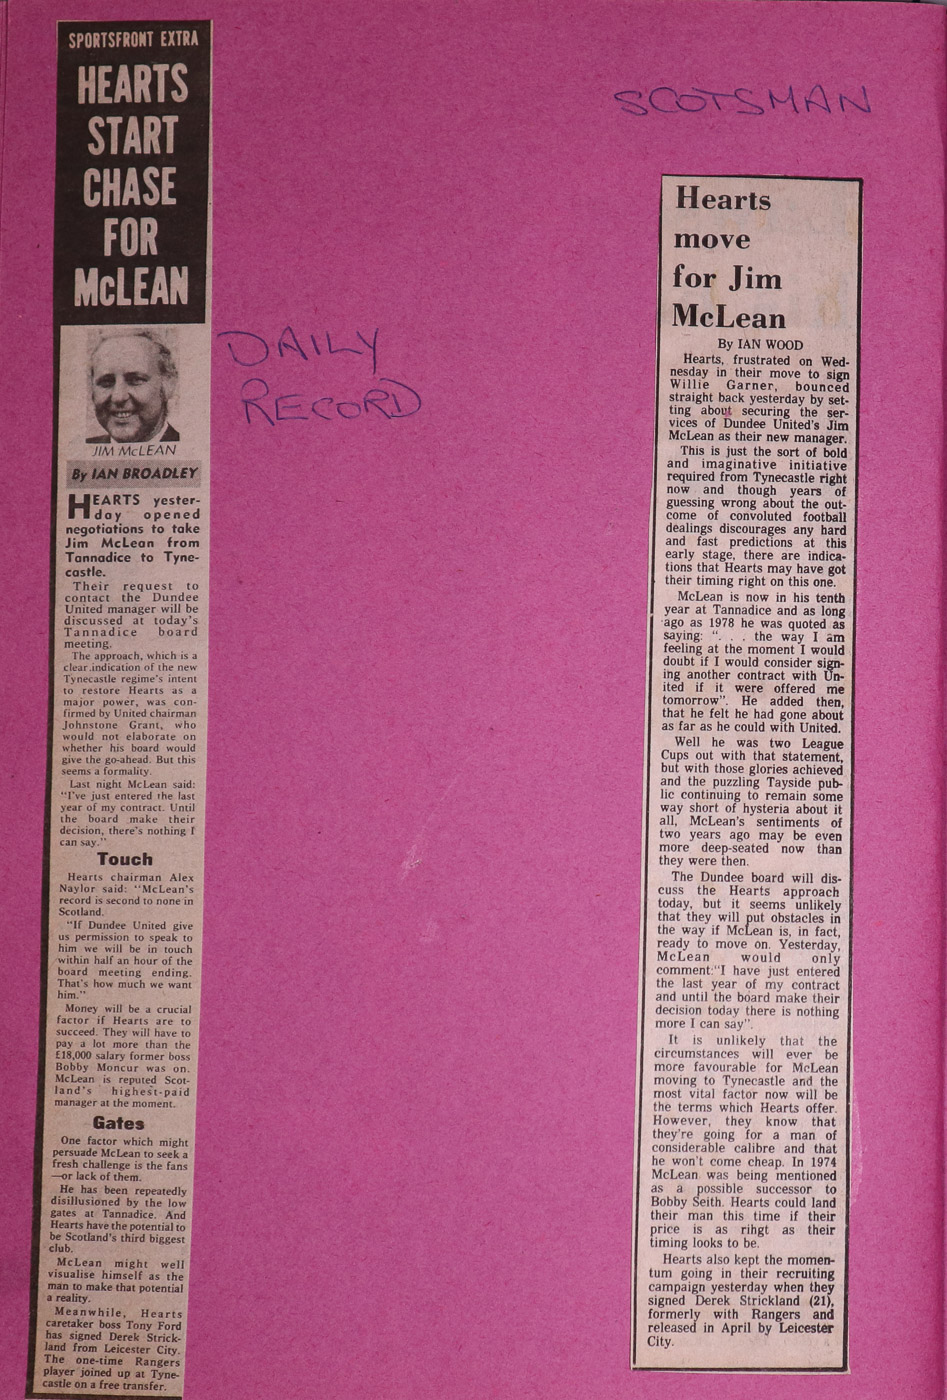 SPORTSFRONT EXTRA
HEARTS
START
CHASE
FOR
McLEAN
JIM McLEAN
By IAN BROADLEY
HEARTS yester-
day opened
negotiations to take
Jim McLean from
Tannadice to Tyne-
castle.
Their request to
contact the Dundee
United manager will be
discussed at today's
Tannadice board
meeting.
The approach, which is a
clear indication of the new
Tynecastle regime's intent
to restore Hearts as a
major power, was con-
firmed by United chairman
Johnstone Grant, who
would not elaborate on
whether his board would
give the go-ahead. But this
seems a formality.
Last night McLean said:
"I've just entered the last
year of my contract. Until
the board make their
decision, there's nothing I
can say."
Touch
Hearts chairman Alex
Naylor said: "McLean's
record is second to none in
Scotland.
"If Dundee United give
us permission to speak to
him we will be in touch
within half an hour of the
board meeting ending.
That's how much we want
him."
Money will be a crucial
factor if Hearts are to
succeed. They will have to
pay a lot more than the
£18,000 salary former boss
Bobby Moncur was on.
McLean is reputed Scot-
land's highest-paid
manager at the moment.
Gates
One factor which might
persuade McLean to seek a
fresh challenge is the fans
—or lack of them.
He has been repeatedly
disillusioned by the low
gates at Tannadice. And
Hearts have the potential to
be Scotland's third biggest
club.
McLean might well
visualise himself as the
man to make that potential
a reality.
Meanwhile, Hearts
caretaker boss Tony Ford
has signed Derek Strick-
land from Leicester City.
The one-time Rangers
player joined up at Tyne-
castle on a free transfer.
DAILY
RECORD
SCOTSMAN
Hearts
move
for Jim
McLean
By IAN WOOD
Hearts, frustrated on Wed-
nesday in their move to sign
Willie Garner, bounced
straight back yesterday by set-
ting about securing the ser-
vices of Dundee United's Jim
McLean as their new manager.
This is just the sort of bold
and imaginative initiative
required from Tynecastle right
now and though years of
guessing wrong about the out-
come of convoluted football
dealings discourages any hard
and fast predictions at this
early stage, there are indica-
tions that Hearts may have got
their timing right on this one.
McLean is now in his tenth
year at Tannadice and as long
ago as 1978 he was quoted as
saying: ". . . the way I am
feeling at the moment I would
doubt if I would consider sign-
ing another contract with Un-
ited if it were offered me
tomorrow". He added then,
that he felt he had gone about
as far as he could with United.
Well he was two League
Cups out with that statement,
but with those glories achieved
and the puzzling Tayside pub-
lic continuing to remain some
way short of hysteria about it
all, McLean's sentiments of
two years ago may be even
more deep-seated now than
they were then.
The Dundee board will dis-
cuss the Hearts approach
today, but it seems unlikely
that they will put obstacles in
the way if McLean is, in fact,
ready to move on. Yesterday,
McLean would only
comment:"I have just entered
the last year of my contract
and until the board make their
decision today there is nothing
more I can say".
It is unlikely that the
circumstances will ever be
more favourable for McLean
moving to Tynecastle and the
most vital factor now will be
the terms which Hearts offer.
However, they know that
they're going for a man of
considerable calibre and that
he won't come cheap. In 1974
McLean was being mentioned
as a possible successor to
Bobby Seith. Hearts could land
their man this time if their
price is as rihgt as their
timing looks to be.
Hearts also kept the momen-
tum going in their recruiting
campaign yesterday when they
signed Derek Strickland (21),
formerly with Rangers and
released in April by Leicester
City.